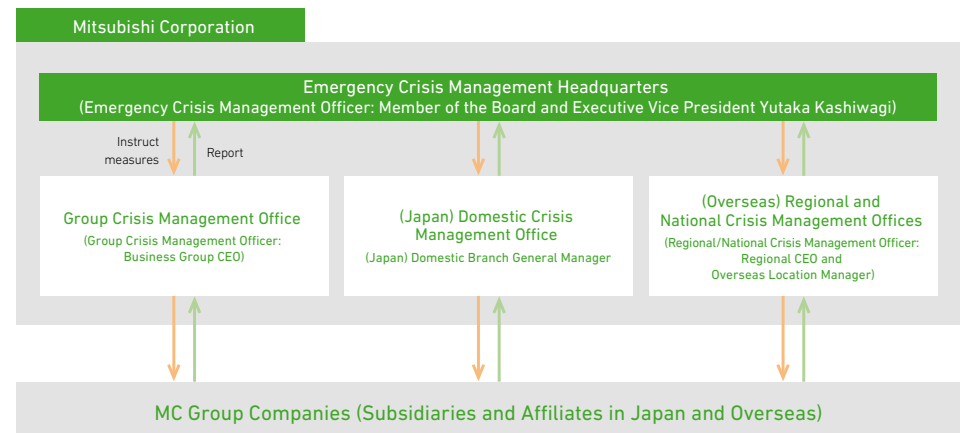 Mitsubishi Corporation
Emergency Crisis Management Headquarters
(Emergency Crisis Management Officer: Member of the Board and Executive Vice President Yutaka Kashiwagi)
Instruct
measures
Report
Group Crisis Management Office
(Group Crisis Management Officer:
Business Group CEO)
(Japan) Domestic Crisis
Management Office
(Japan) Domestic Branch General Manager
(Overseas) Regional and
National Crisis Management Offices
(Regional/National Crisis Management Officer:
Regional CEO and
Overseas Location Manager)
MC Group Companies (Subsidiaries and Affiliates in Japan and Overseas)